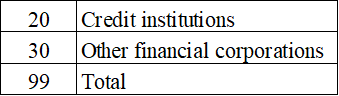 20 Credit institutions
30 Other financial corporations
99 Total